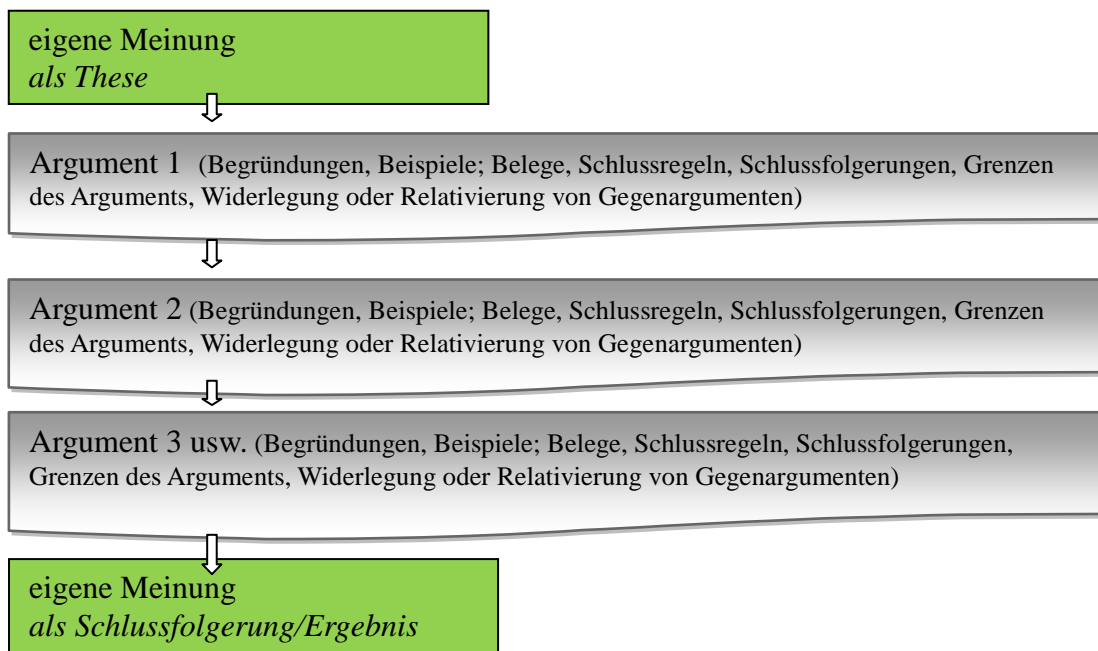 eigene Meinung
als These
Argument 1 (Begründungen, Beispiele; Belege, Schlussregeln, Schlussfolgerungen, Grenzen
des Arguments, Widerlegung oder Relativierung von Gegenargumenten)
Argument 2 (Begründungen, Beispiele; Belege, Schlussregeln, Schlussfolgerungen, Grenzen
des Arguments, Widerlegung oder Relativierung von Gegenargumenten)
Argument 3 usw. (Begründungen, Beispiele; Belege, Schlussregeln, Schlussfolgerungen,
Grenzen des Arguments, Widerlegung oder Relativierung von Gegenargumenten)
eigene Meinung
als Schlussfolgerung/Ergebnis